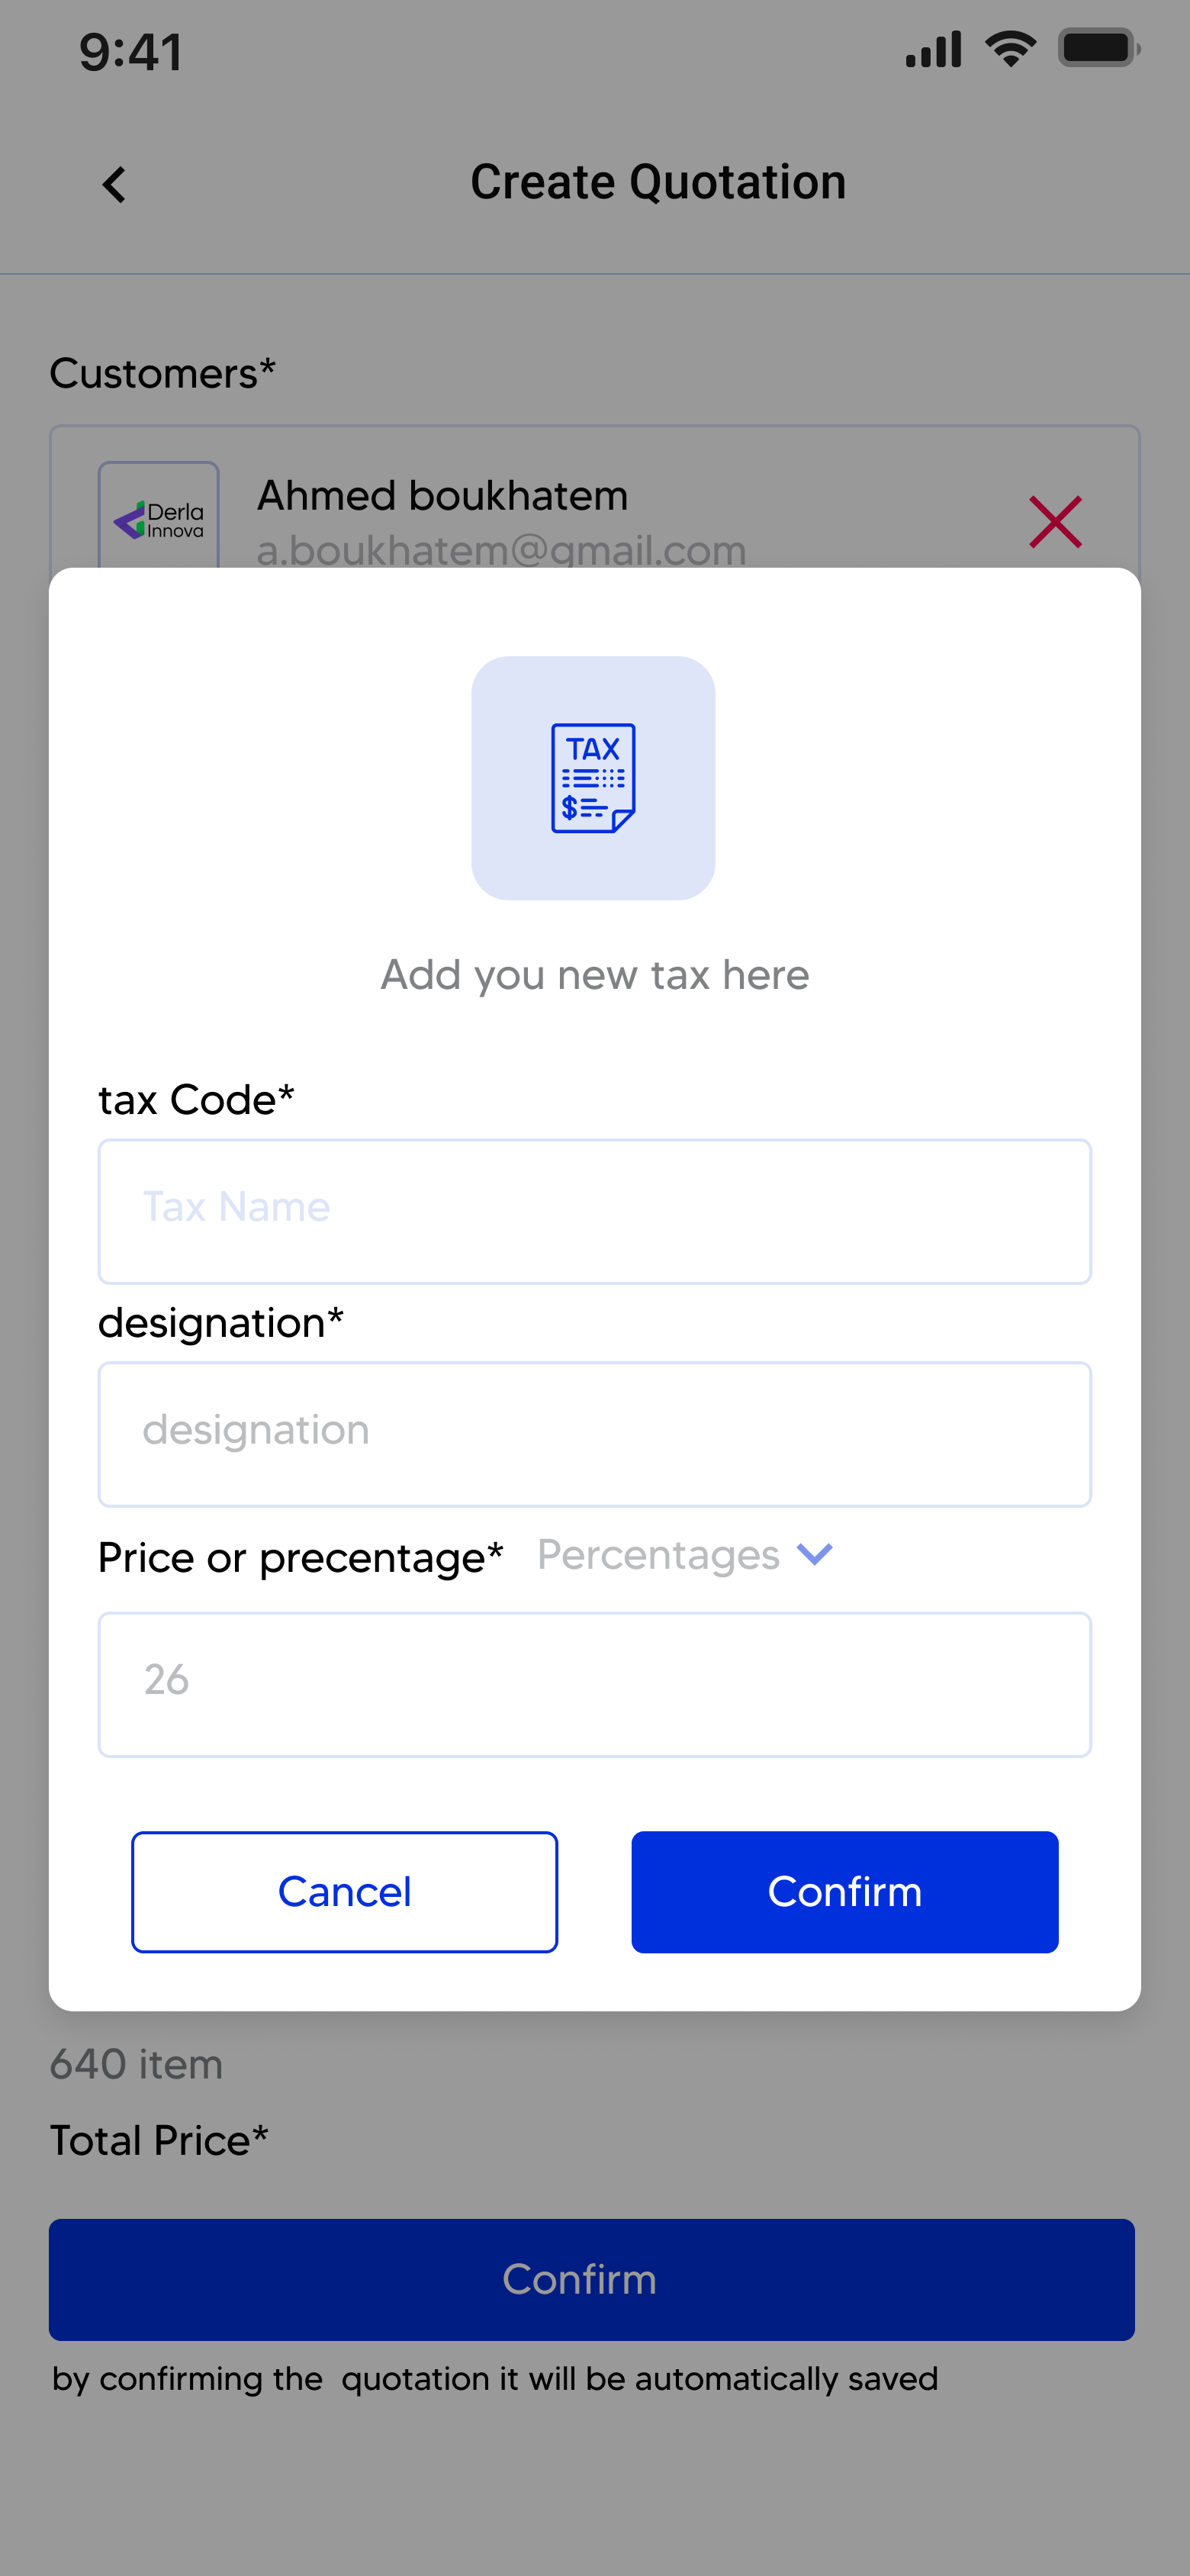 9:41
Create Quotation
Customers*
Derla
Innova
Ahmed boukhatem
a.boukhatem@gmail.com
TAX
$
Add you new tax here
tax Code*
Tax Name
designation*
designation
Price or precentage* Percentages
26
Cancel Confirm
640 item
Total Price*
Confirm
by confirming the quotation it will be automatically saved